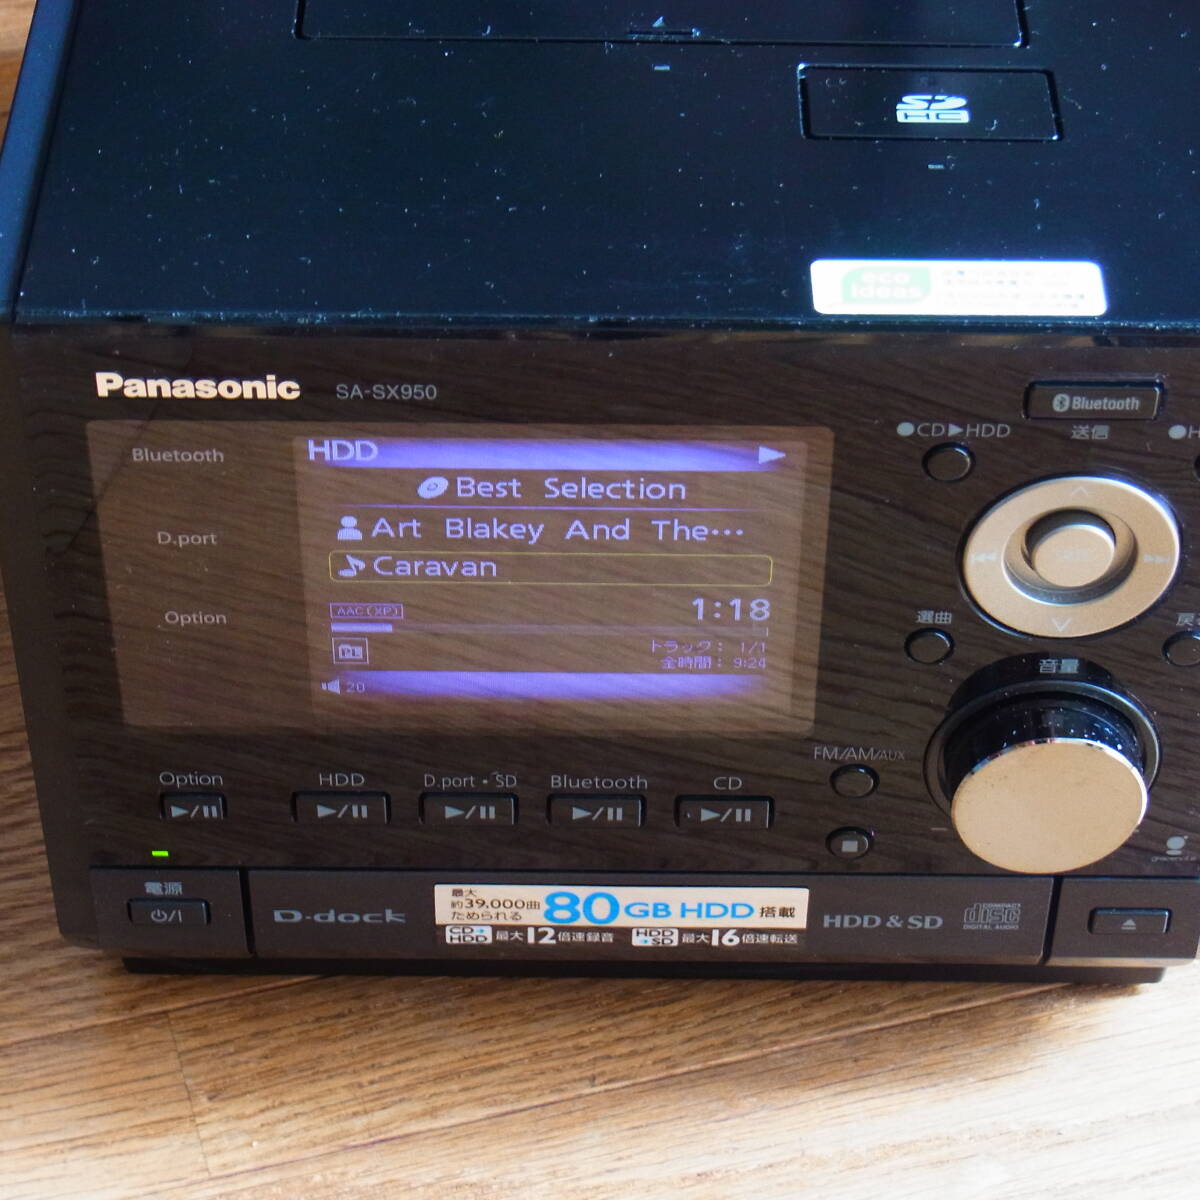 SD
HC
eco
ideas
Panasonic SA-SX950
Bluetooth
●CD▶HDD 送信 ●H
Bluetooth
D.port
Option
HDD
Best Selection
Art Blakey And The…
Caravan
AAC(XP) 1:18
トラック: 1/1
全時間: 9:24
20
選曲 戻
音量
FM/AM/AUX
Option HDD D.port・SD Bluetooth CD
電源
⏻/I
D-dock
最大
約39,000曲
ためられる
80GB HDD 搭載
CD→HDD 最大12倍速録音 HDD→SD 最大16倍速転送
HDD & SD
COMPACT
disc
DIGITAL AUDIO